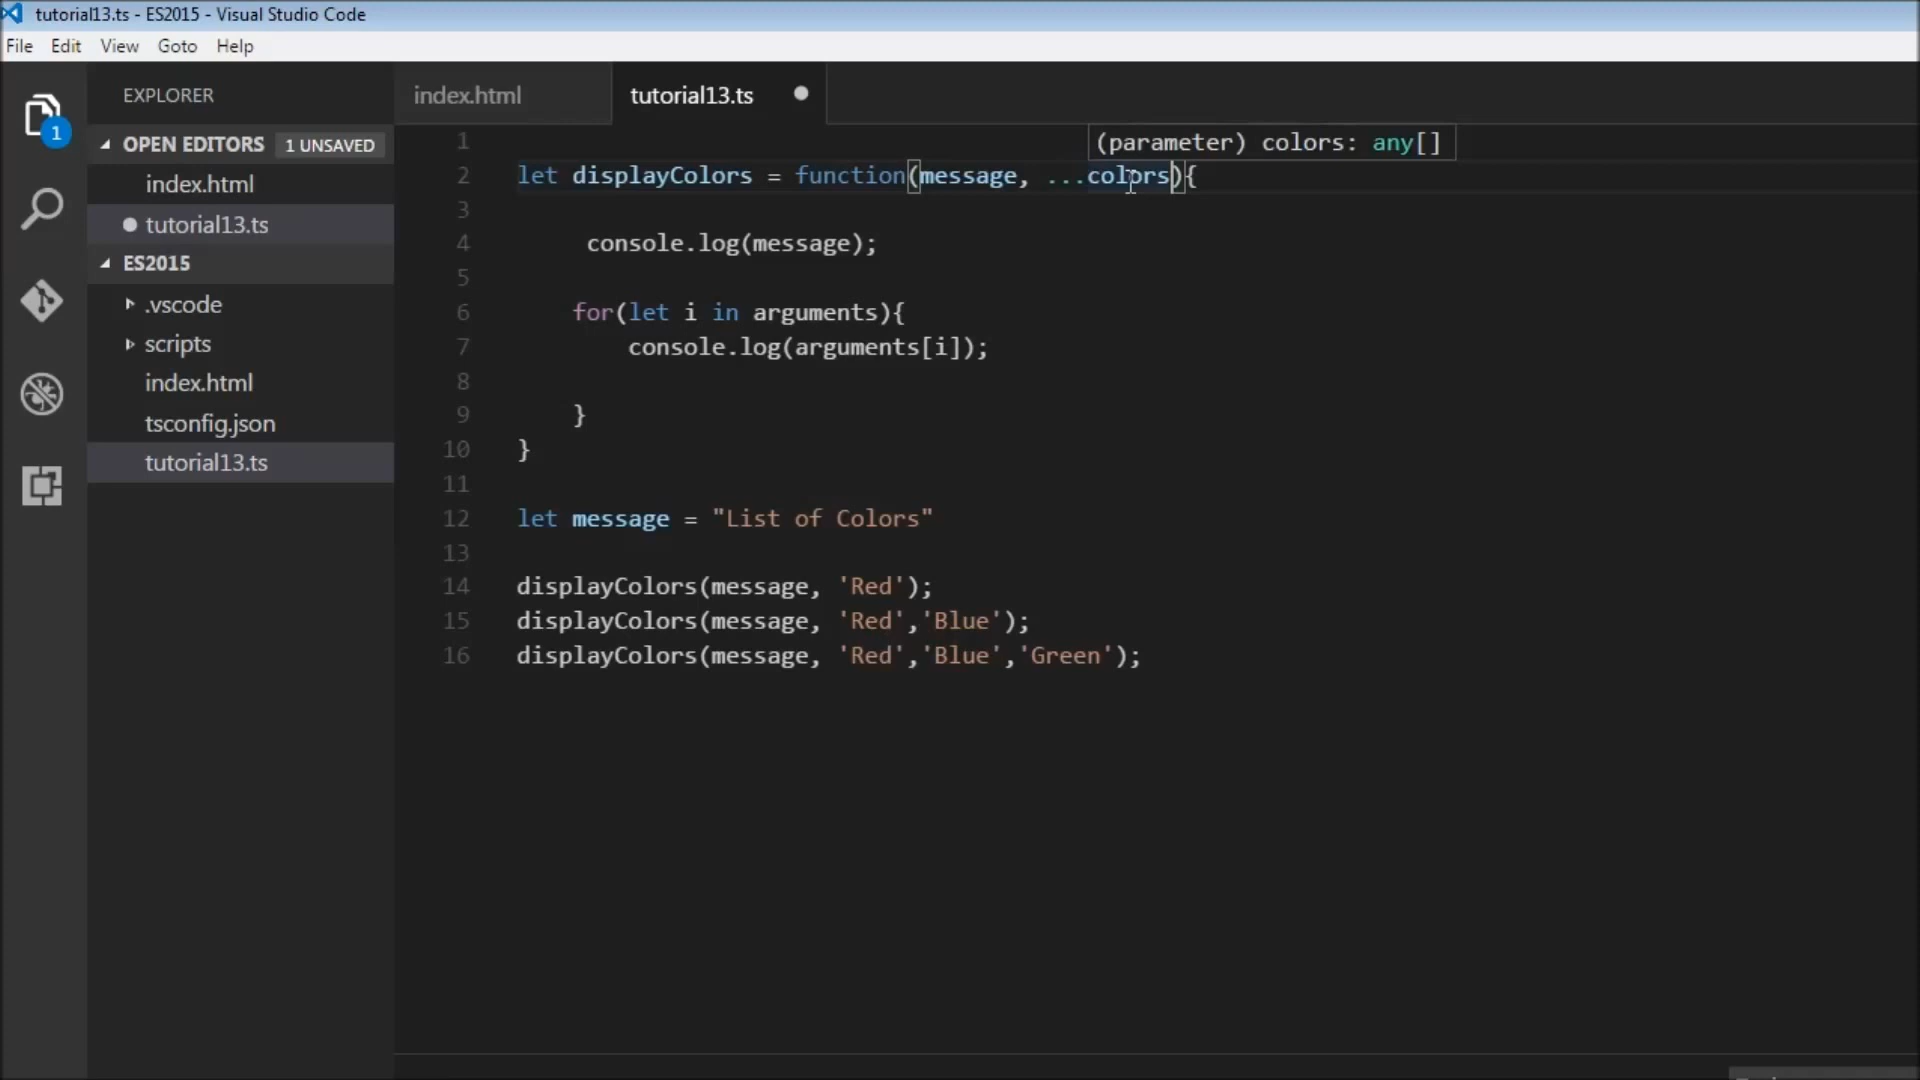 tutorial13.ts - ES2015 - Visual Studio Code
File Edit View Goto Help
EXPLORER
OPEN EDITORS 1 UNSAVED
index.html
tutorial13.ts
ES2015
.vscode
scripts
index.html
tsconfig.json
tutorial13.ts
1
index.html tutorial13.ts
(parameter) colors: any[]
1
2 let displayColors = function(message, ...colors){
3
4 console.log(message);
5
6 for(let i in arguments){
7 console.log(arguments[i]);
8
9 }
10 }
11
12 let message = "List of Colors"
13
14 displayColors(message, 'Red');
15 displayColors(message, 'Red','Blue');
16 displayColors(message, 'Red','Blue','Green');